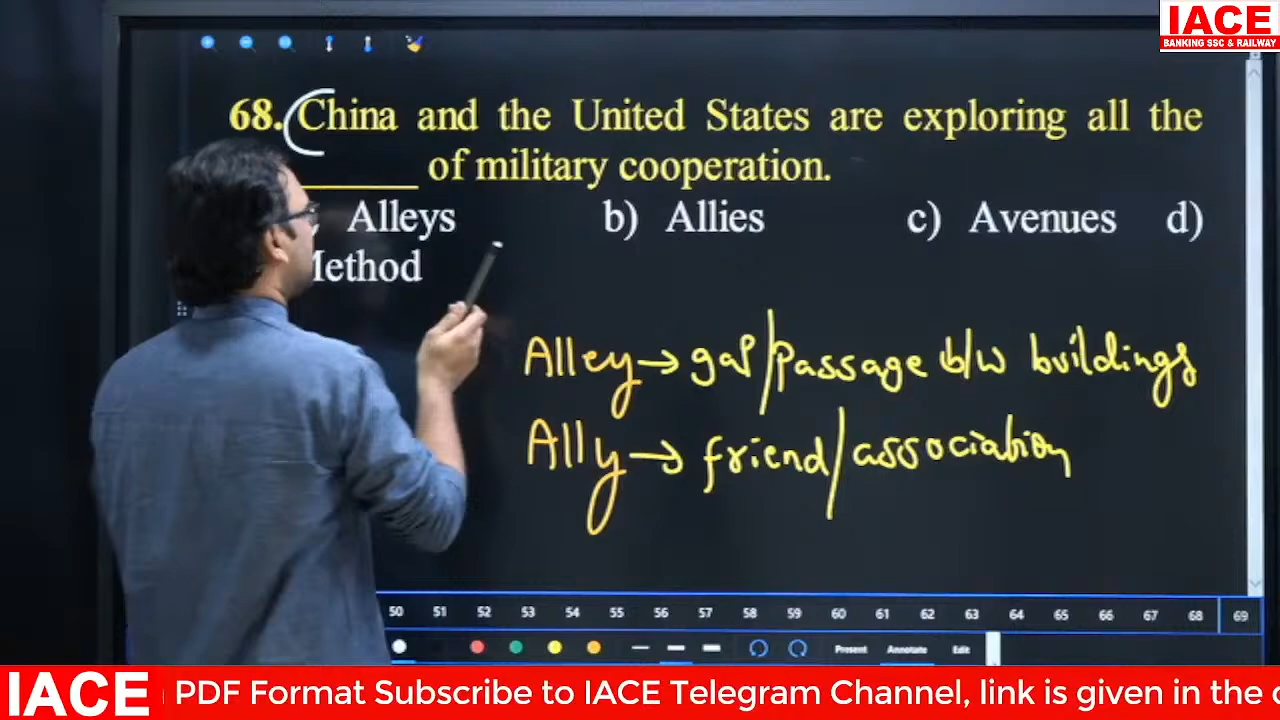 IACE
BANKING SSC & RAILWAY
68. China and the United States are exploring all the
________ of military cooperation.
Alleys b) Allies c) Avenues d)
Method
Alley → gap/passage b/w buildings
Ally → friend/association
50 51 52 53 54 55 56 57 58 59 60 61 62 63 64 65 66 67 68 69
Present Annotate Edit
IACE PDF Format Subscribe to IACE Telegram Channel, link is given in the